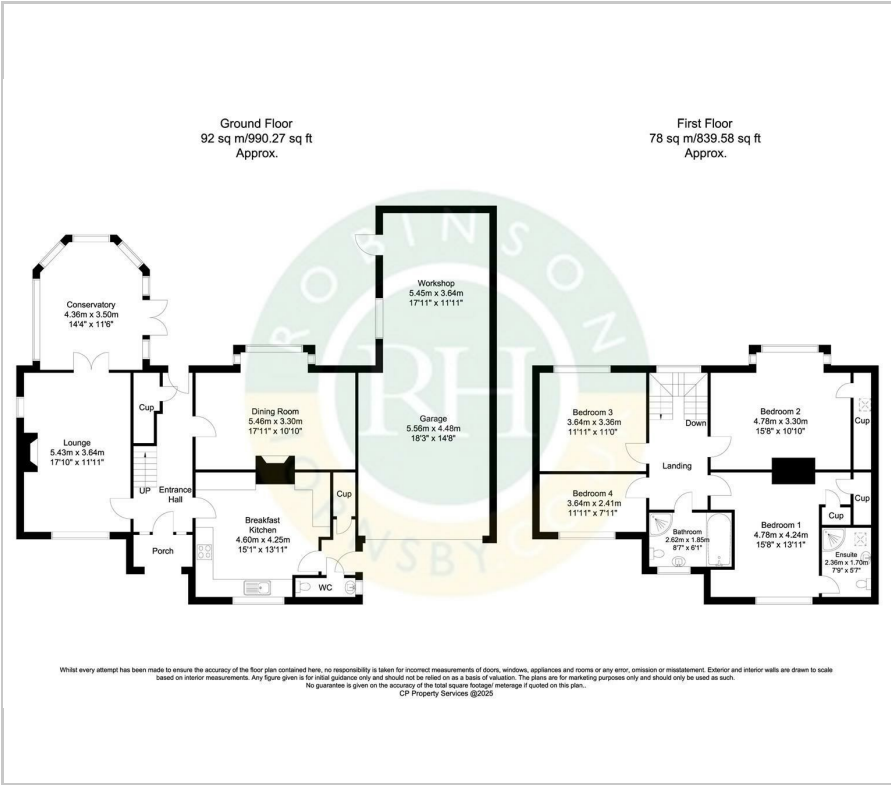 Ground Floor
92 sq m/990.27 sq ft
Approx.
First Floor
78 sq m/839.58 sq ft
Approx.
ROBINSON
RH
HORNSBY.CO.UK
Conservatory
4.36m x 3.50m
14'4" x 11'6"
Workshop
5.45m x 3.64m
17'11" x 11'11"
Cup
Dining Room
5.46m x 3.30m
17'11" x 10'10"
Lounge
5.43m x 3.64m
17'10" x 11'11"
Garage
5.56m x 4.48m
18'3" x 14'8"
UP
Entrance
Hall
Cup
Breakfast
Kitchen
4.60m x 4.25m
15'1" x 13'11"
Porch
WC
Bedroom 3
3.64m x 3.36m
11'11" x 11'0"
Down
Bedroom 2
4.78m x 3.30m
15'8" x 10'10"
Cup
Landing
Bedroom 4
3.64m x 2.41m
11'11" x 7'11"
Cup
Cup
Bathroom
2.62m x 1.85m
8'7" x 6'1"
Bedroom 1
4.78m x 4.24m
15'8" x 13'11"
Ensuite
2.36m x 1.70m
7'9" x 5'7"
Whilst every attempt has been made to ensure the accuracy of the floor plan contained here, no responsibility is taken for incorrect measurements of doors, windows, appliances and rooms or any error, omission or misstatement. Exterior and interior walls are drawn to scale
based on interior measurements. Any figure given is for initial guidance only and should not be relied on as a basis of valuation. The plans are for marketing purposes only and should only be used as such.
No guarantee is given on the accuracy of the total square footage/ meterage if quoted on this plan..
CP Property Services @2025